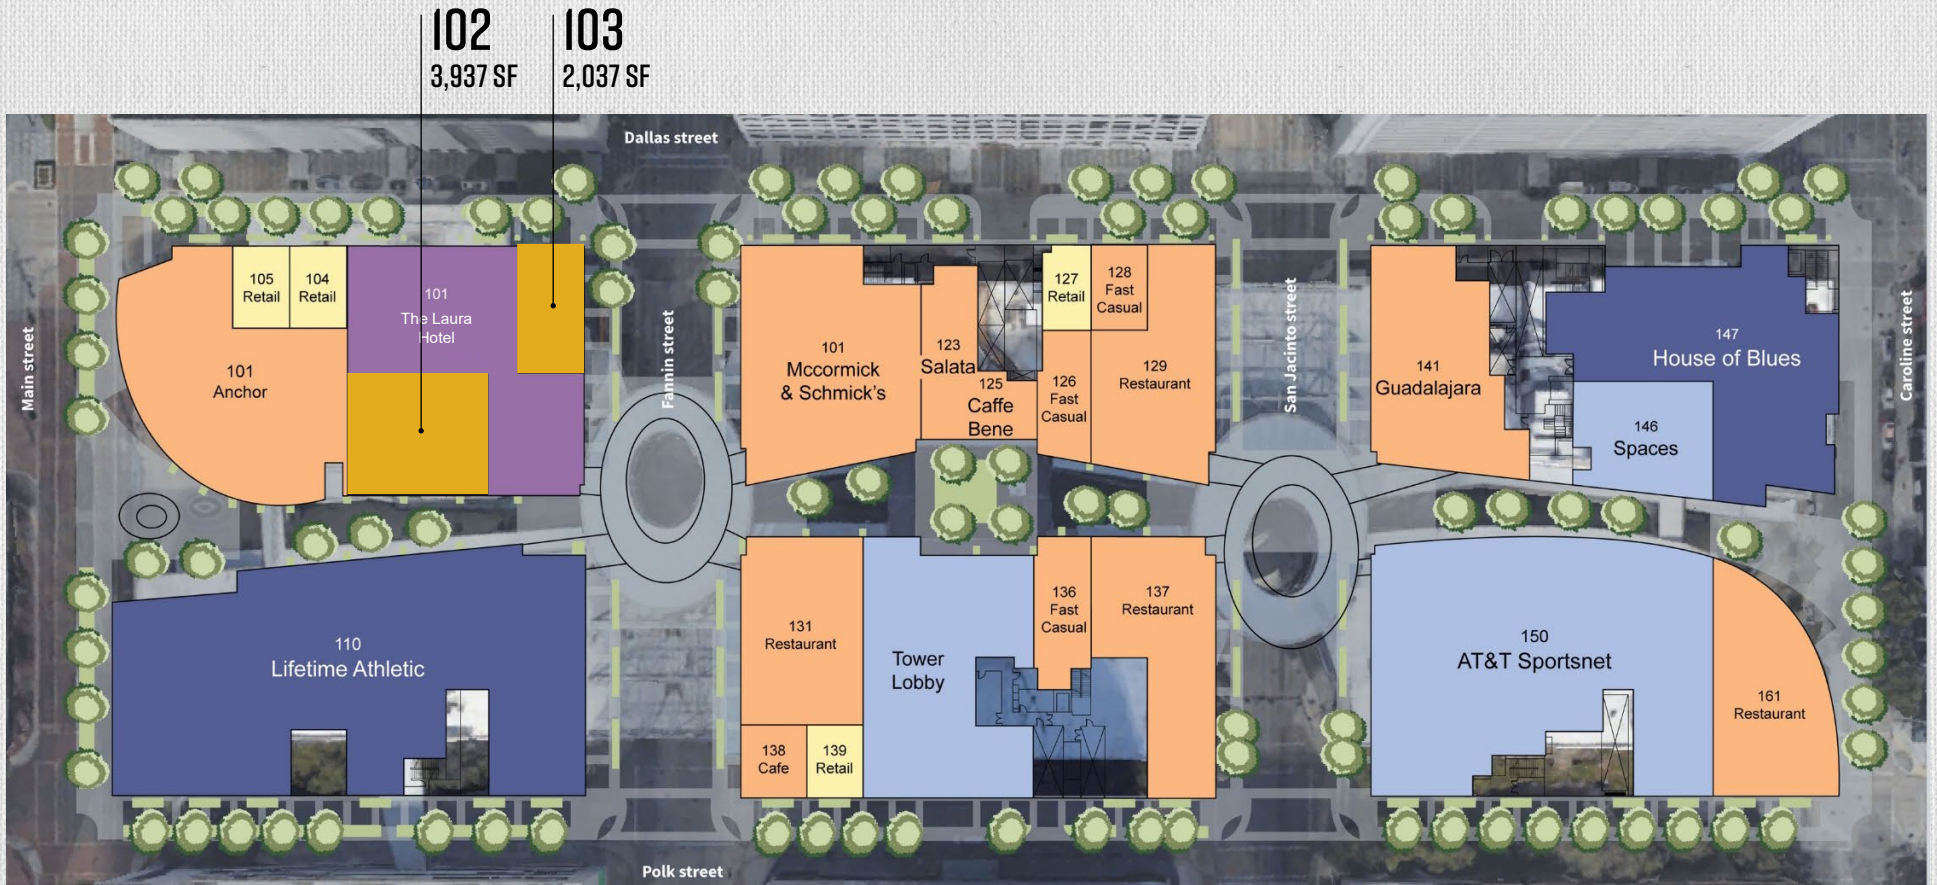 102
3,937 SF
103
2,037 SF
Dallas street
Main street
Fannin street
San Jacinto street
Caroline street
Polk street
105
Retail
104
Retail
101
The Laura
Hotel
101
Anchor
110
Lifetime Athletic
101
Mccormick
& Schmick's
123
Salata
125
Caffe
Bene
127
Retail
128
Fast
Casual
126
Fast
Casual
129
Restaurant
131
Restaurant
138
Cafe
139
Retail
Tower
Lobby
136
Fast
Casual
137
Restaurant
141
Guadalajara
147
House of Blues
146
Spaces
150
AT&T Sportsnet
161
Restaurant